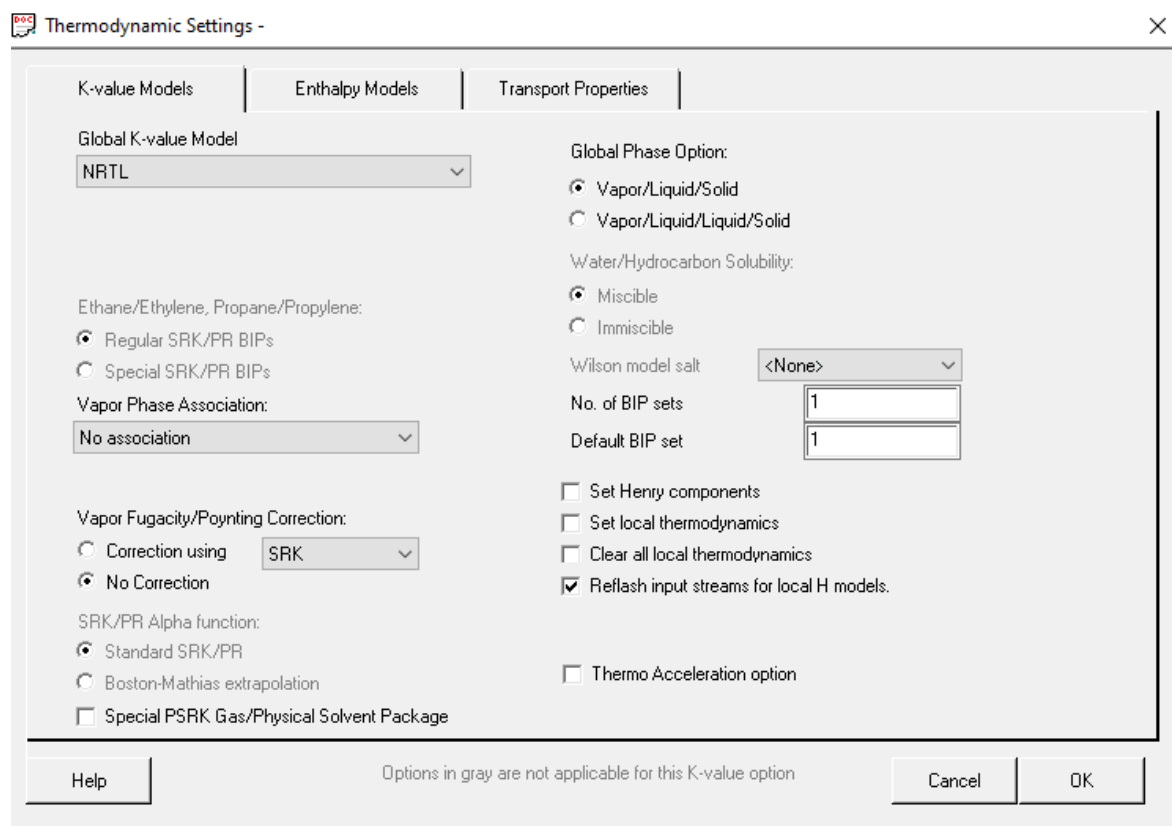 DOC
Thermodynamic Settings -
K-value Models
Enthalpy Models
Transport Properties
Global K-value Model
NRTL
Ethane/Ethylene, Propane/Propylene:
Regular SRK/PR BIPs
Special SRK/PR BIPs
Vapor Phase Association:
No association
Vapor Fugacity/Poynting Correction:
Correction using
SRK
No Correction
SRK/PR Alpha function:
Standard SRK/PR
Boston-Mathias extrapolation
Special PSRK Gas/Physical Solvent Package
Global Phase Option:
Vapor/Liquid/Solid
Vapor/Liquid/Liquid/Solid
Water/Hydrocarbon Solubility:
Miscible
Immiscible
Wilson model salt
<None>
No. of BIP sets
1
Default BIP set
1
Set Henry components
Set local thermodynamics
Clear all local thermodynamics
Reflash input streams for local H models.
Thermo Acceleration option
Help
Options in gray are not applicable for this K-value option
Cancel
OK